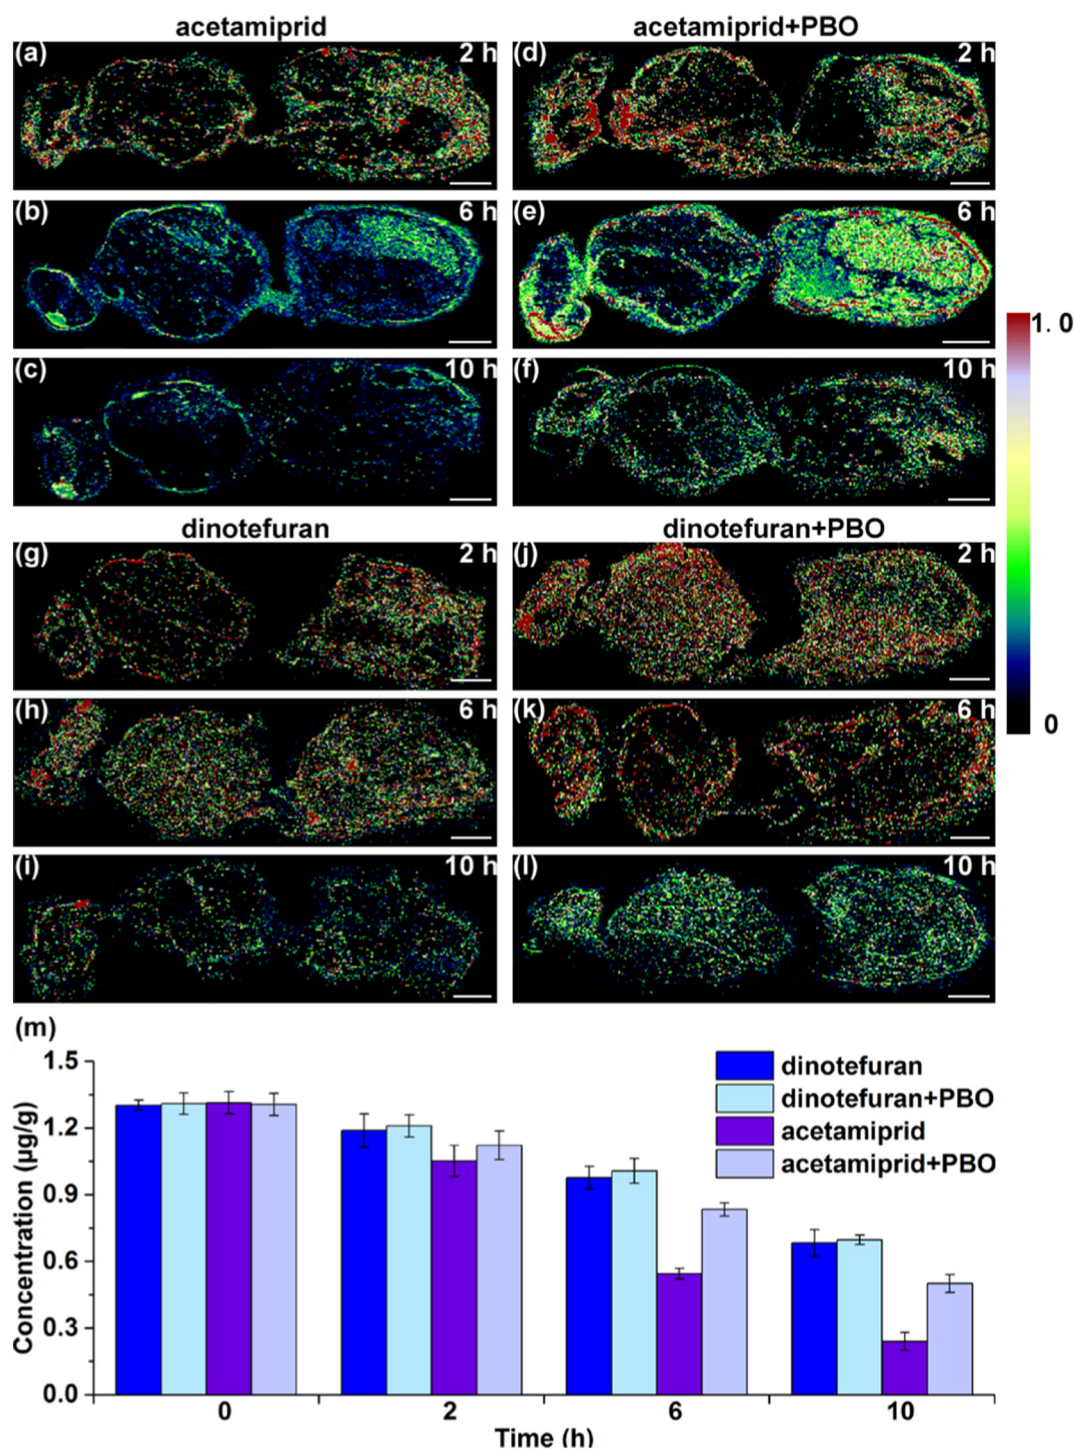 acetamiprid acetamiprid+PBO
(a) 2 h (d) 2 h
(b) 6 h (e) 6 h
(c) 10 h (f) 10 h
1.0
0
dinotefuran dinotefuran+PBO
(g) 2 h (j) 2 h
(h) 6 h (k) 6 h
(i) 10 h (l) 10 h
(m)
1.5
1.2
0.9
0.6
0.3
0.0
Concentration (μg/g)
dinotefuran
dinotefuran+PBO
acetamiprid
acetamiprid+PBO
0 2 6 10
Time (h)